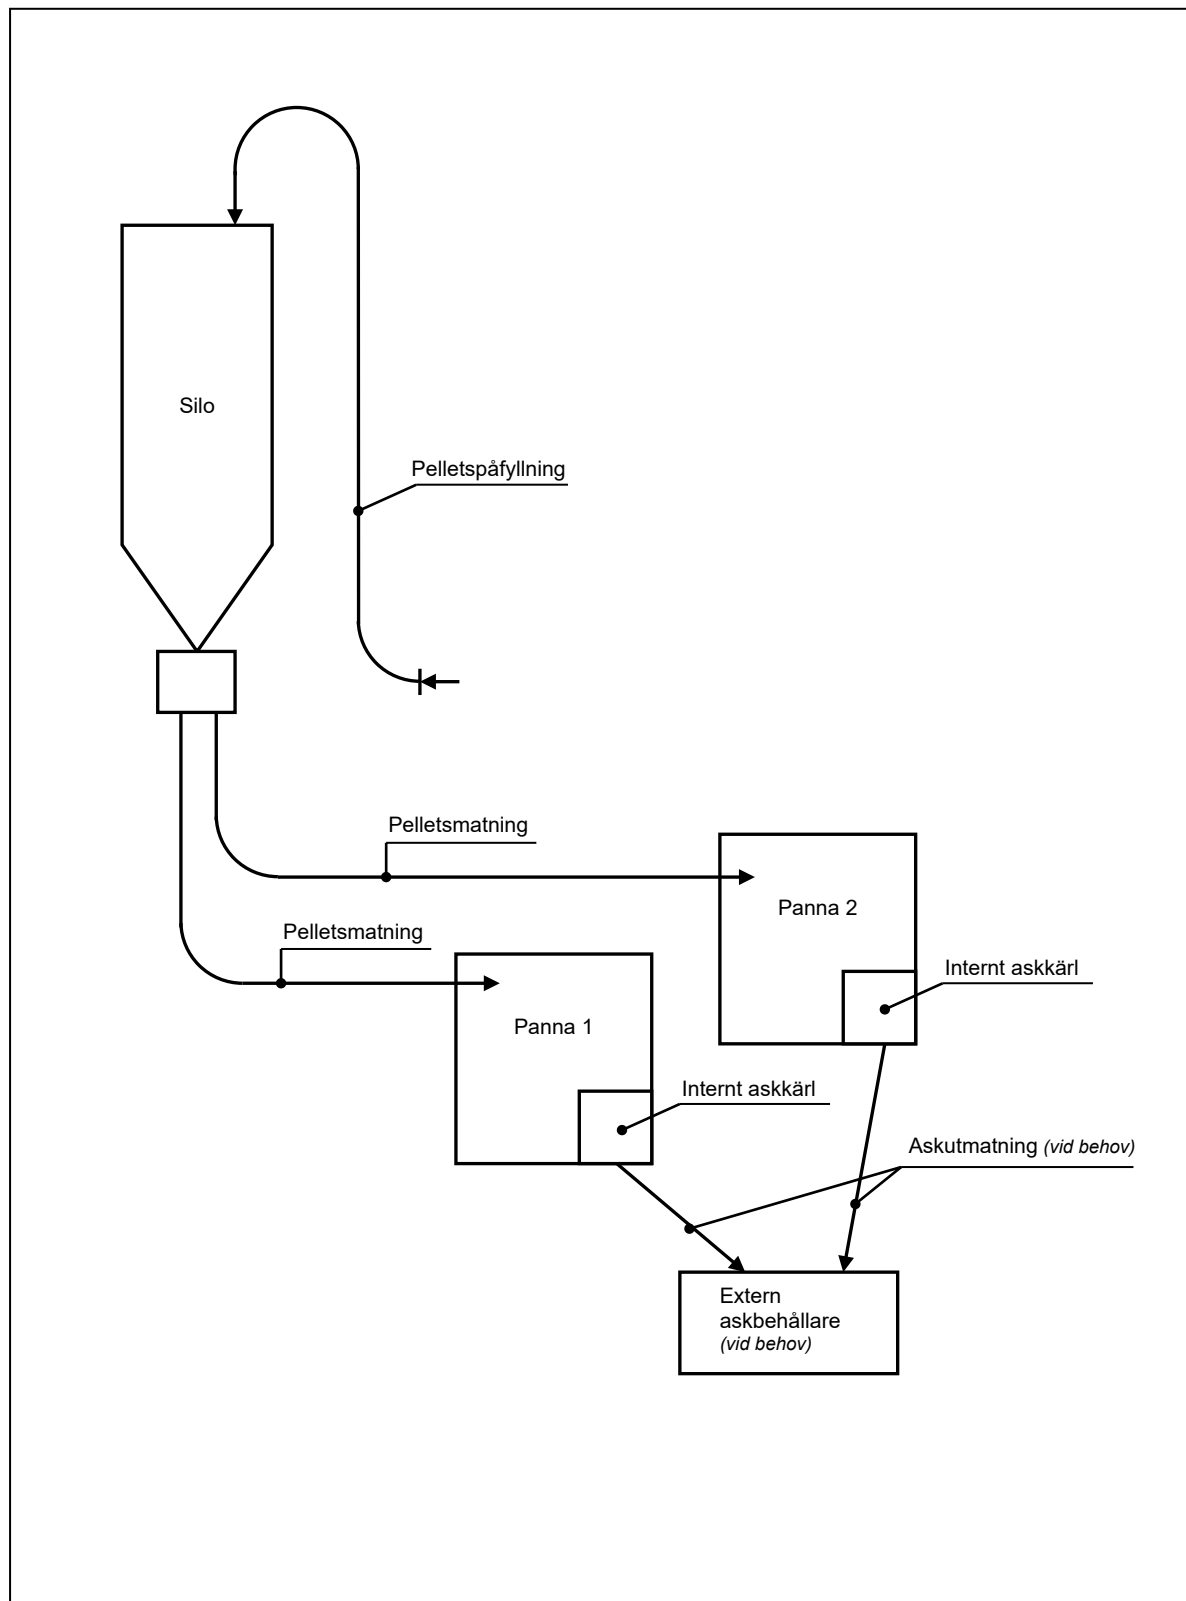 Silo
Pelletspåfyllning
Pelletsmatning
Panna 2
Pelletsmatning
Internt askkärl
Panna 1
Internt askkärl
Askutmatning (vid behov)
Extern
askbehållare
(vid behov)